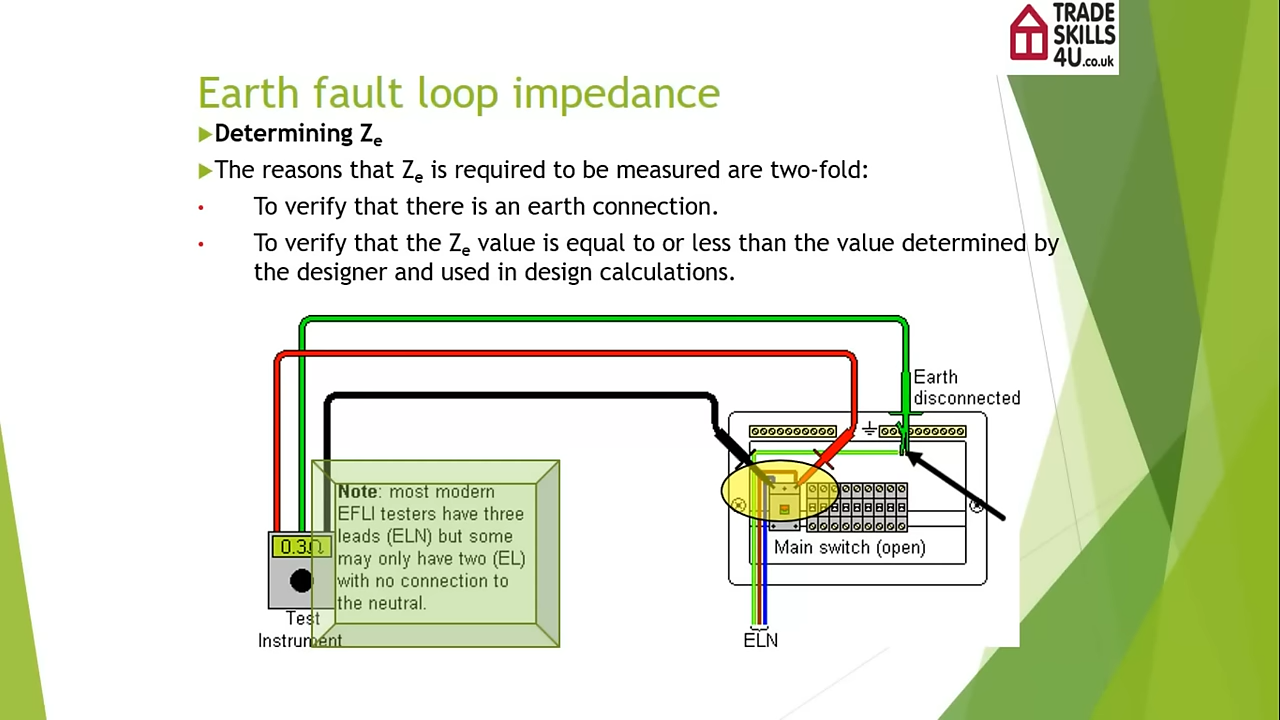 TRADE
SKILLS
4U.co.uk
Earth fault loop impedance
Determining Ze
The reasons that Ze is required to be measured are two-fold:
• To verify that there is an earth connection.
• To verify that the Ze value is equal to or less than the value determined by
the designer and used in design calculations.
Earth
disconnected
Note: most modern
EFLI testers have three
leads (ELN) but some
may only have two (EL)
with no connection to
the neutral.
0.3Ω
Main switch (open)
Test
Instrument
ELN